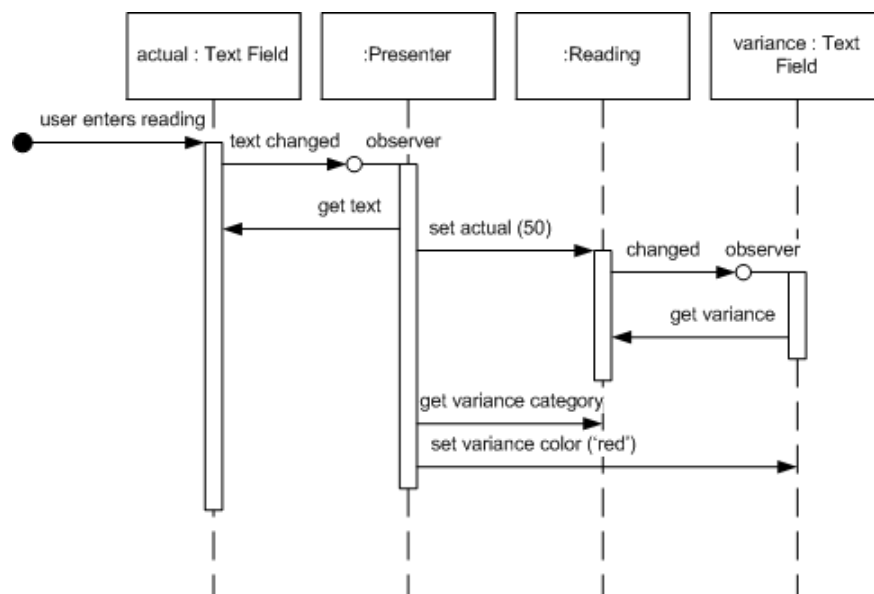 actual : Text Field
:Presenter
:Reading
variance : Text
Field
user enters reading
text changed
observer
get text
set actual (50)
changed
observer
get variance
get variance category
set variance color (‘red’)